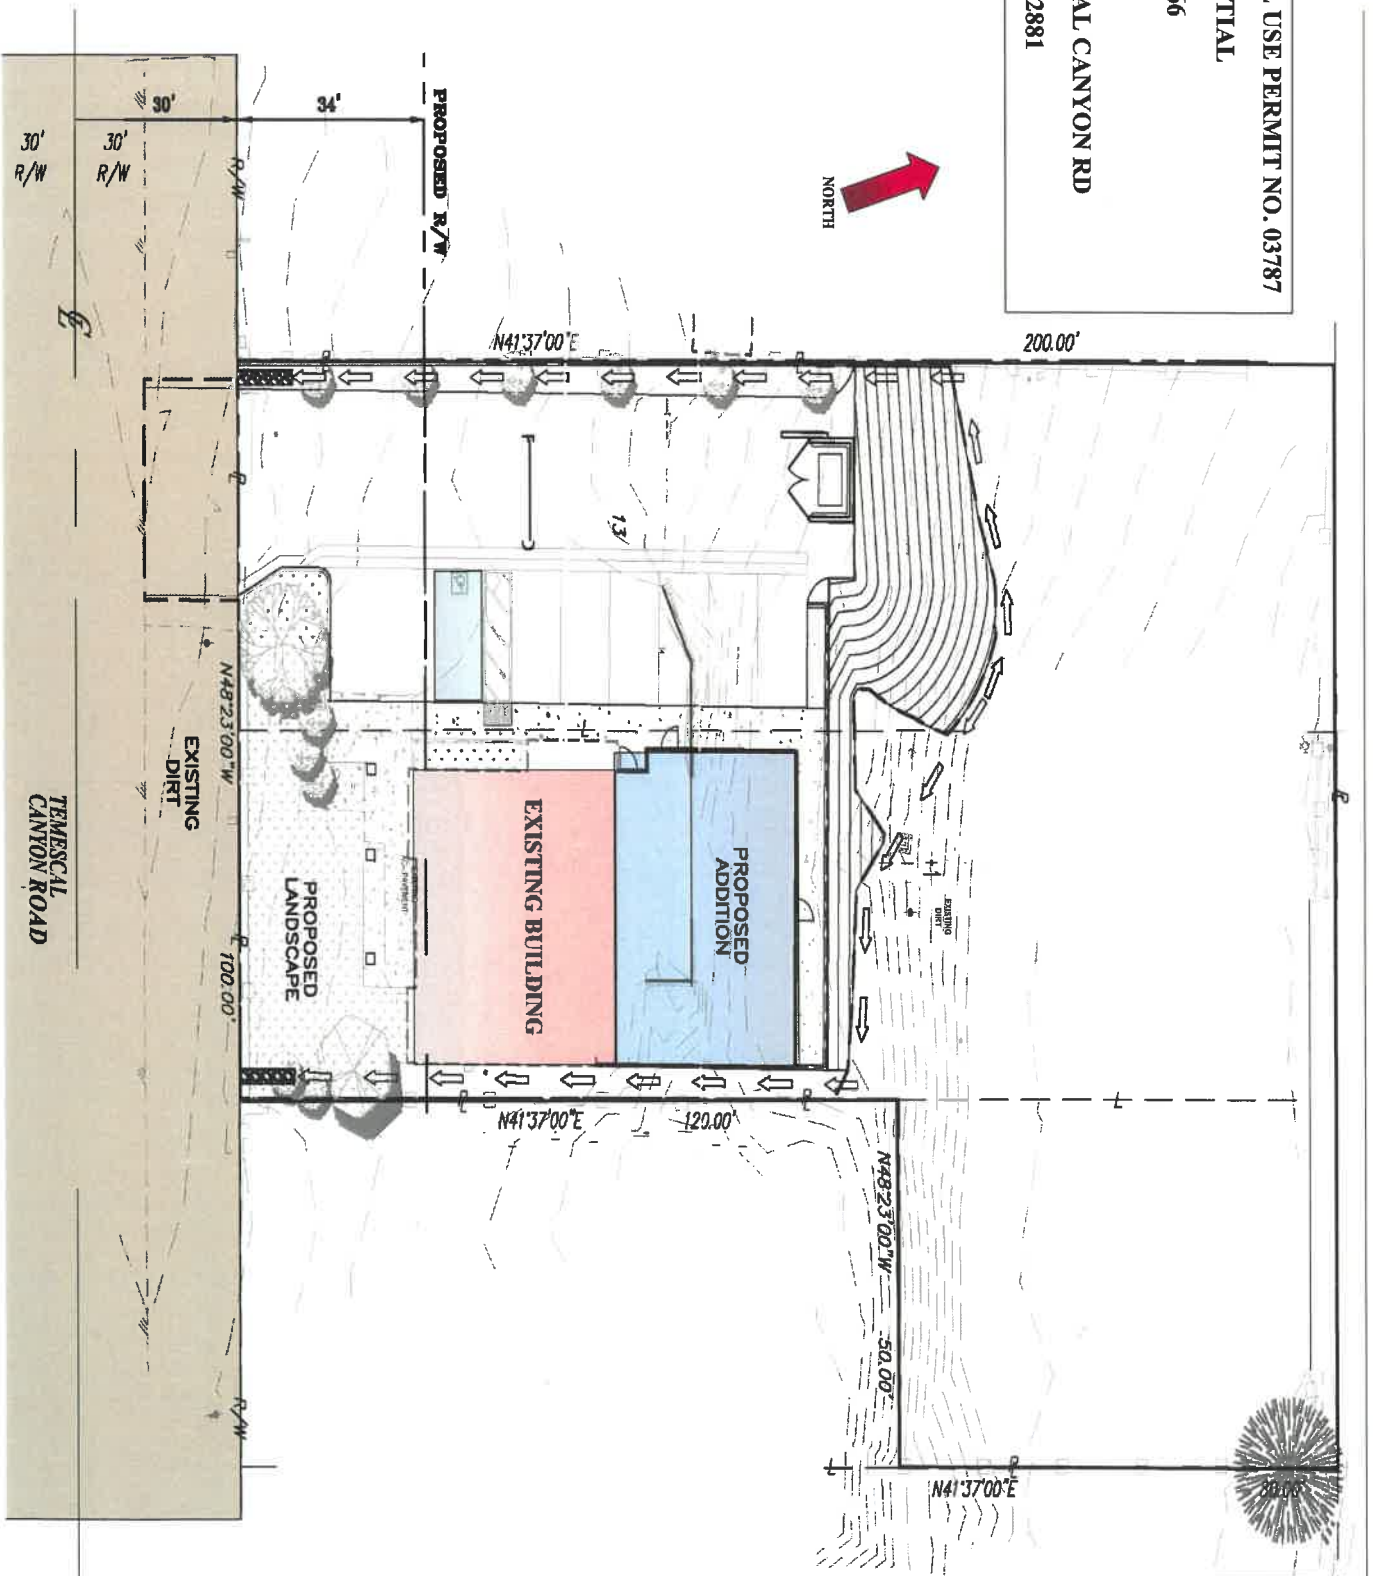 L USE PERMIT NO. 03787
TIAL
56
AL CANYON RD
2881
NORTH
PROPOSED R/W
30'
34'
30'
R/W
30'
R/W
R/W
N41°37'00"E
200.00'
13
EXISTING BUILDING
PROPOSED
ADDITION
EXISTING
DIRT
PROPOSED
LANDSCAPE
N48°23'00"W
100.00'
EXISTING
DIRT
TEMESCAL
CANYON ROAD
N41°37'00"E
120.00'
N48°23'00"W
50.00'
N41°37'00"E
80.00'
R/W